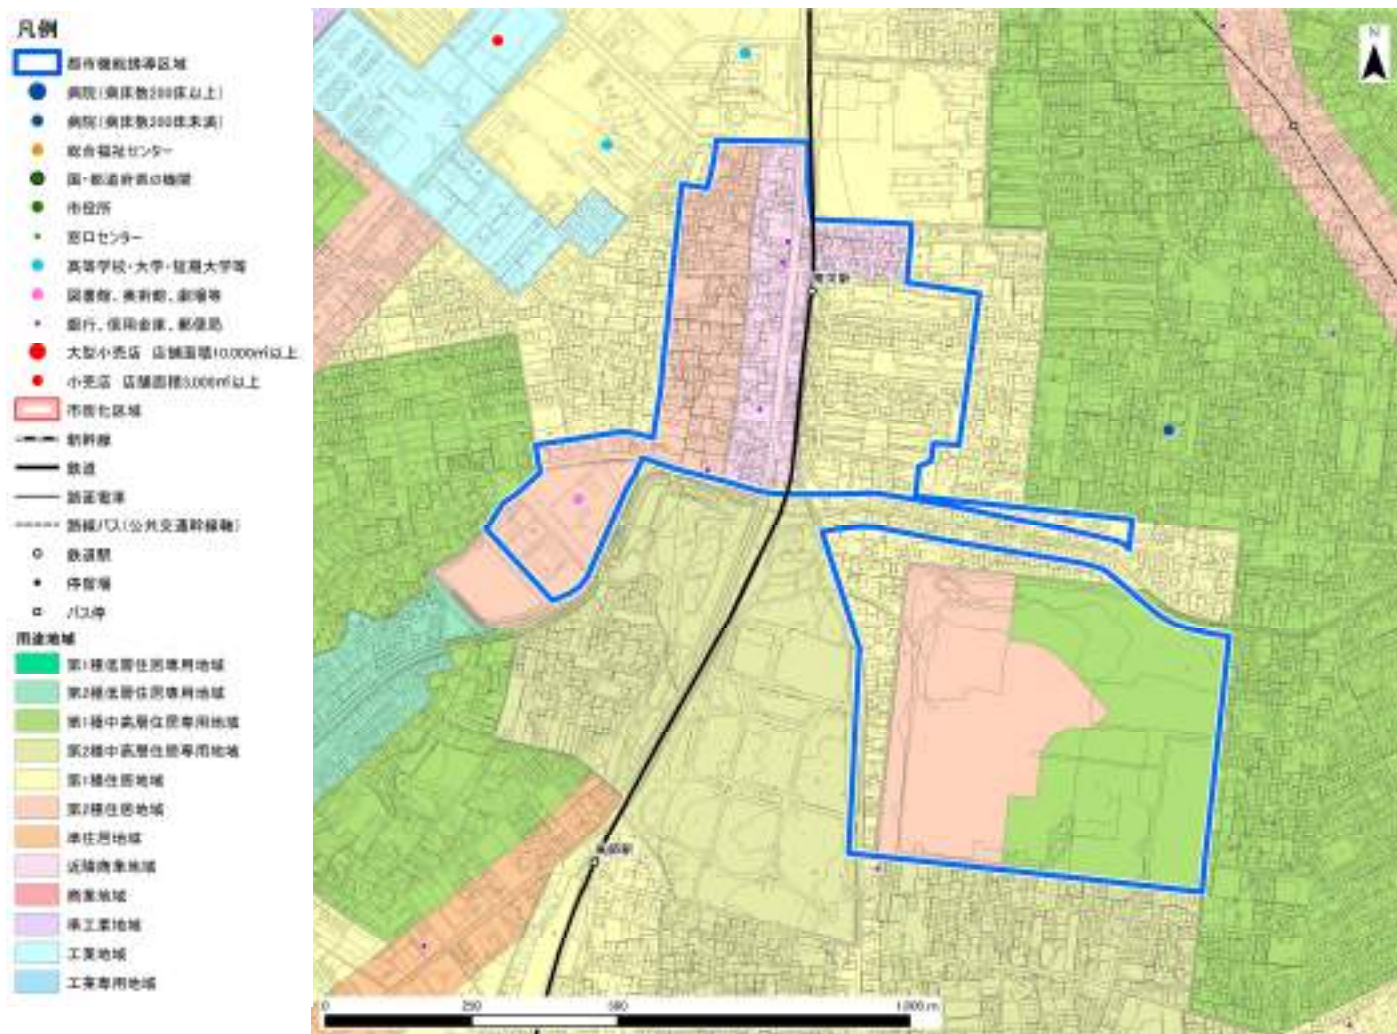 凡例
都市機能誘導区域
病院(病床数200床以上)
病院(病床数200床未満)
総合福祉センター
国・都道府県の機関
市役所
窓口センター
高等学校・大学・短期大学等
図書館、美術館、劇場等
銀行、信用金庫、郵便局
大型小売店 店舗面積10,000㎡以上
小売店 店舗面積3,000㎡以上
市街化区域
新幹線
鉄道
路面電車
路線バス(公共交通幹線軸)
鉄道駅
停留場
バス停
用途地域
第1種低層住居専用地域
第2種低層住居専用地域
第1種中高層住居専用地域
第2種中高層住居専用地域
第1種住居地域
第2種住居地域
準住居地域
近隣商業地域
商業地域
準工業地域
工業地域
工業専用地域
N
0 250 500 1,000 m